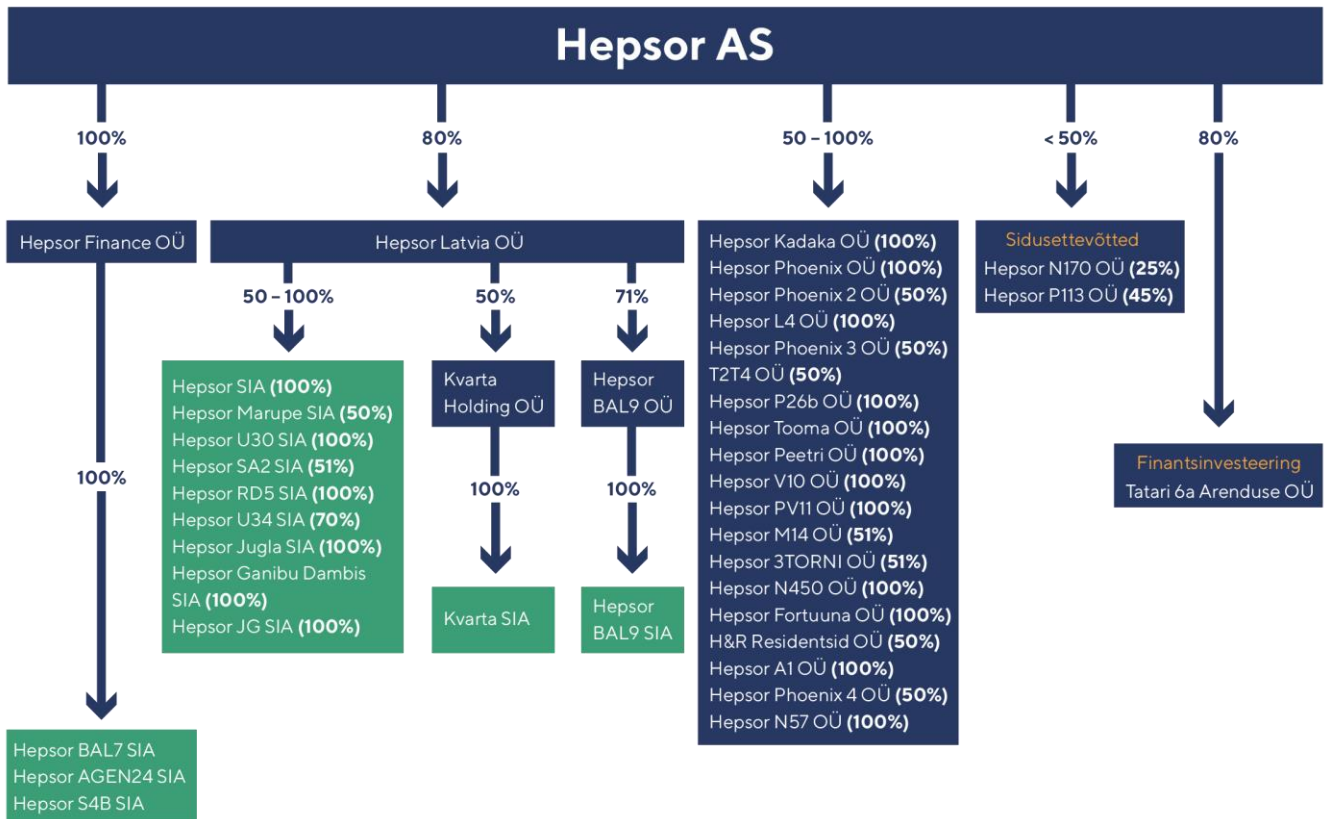 Hepsor AS
100%
80%
50 – 100%
< 50%
80%
Hepsor Finance OÜ
100%
Hepsor BAL7 SIA
Hepsor AGEN24 SIA
Hepsor S4B SIA
Hepsor Latvia OÜ
50 – 100%
50%
71%
Hepsor SIA (100%)
Hepsor Marupe SIA (50%)
Hepsor U30 SIA (100%)
Hepsor SA2 SIA (51%)
Hepsor RD5 SIA (100%)
Hepsor U34 SIA (70%)
Hepsor Jugla SIA (100%)
Hepsor Ganibu Dambis
SIA (100%)
Hepsor JG SIA (100%)
Kvarta
Holding OÜ
100%
Kvarta SIA
Hepsor
BAL9 OÜ
100%
Hepsor
BAL9 SIA
Hepsor Kadaka OÜ (100%)
Hepsor Phoenix OÜ (100%)
Hepsor Phoenix 2 OÜ (50%)
Hepsor L4 OÜ (100%)
Hepsor Phoenix 3 OÜ (50%)
T2T4 OÜ (50%)
Hepsor P26b OÜ (100%)
Hepsor Tooma OÜ (100%)
Hepsor Peetri OÜ (100%)
Hepsor V10 OÜ (100%)
Hepsor PV11 OÜ (100%)
Hepsor M14 OÜ (51%)
Hepsor 3TORNI OÜ (51%)
Hepsor N450 OÜ (100%)
Hepsor Fortuuna OÜ (100%)
H&R Residentsid OÜ (50%)
Hepsor A1 OÜ (100%)
Hepsor Phoenix 4 OÜ (50%)
Hepsor N57 OÜ (100%)
Sidusettevõtted
Hepsor N170 OÜ (25%)
Hepsor P113 OÜ (45%)
Finantsinvesteering
Tatari 6a Arenduse OÜ